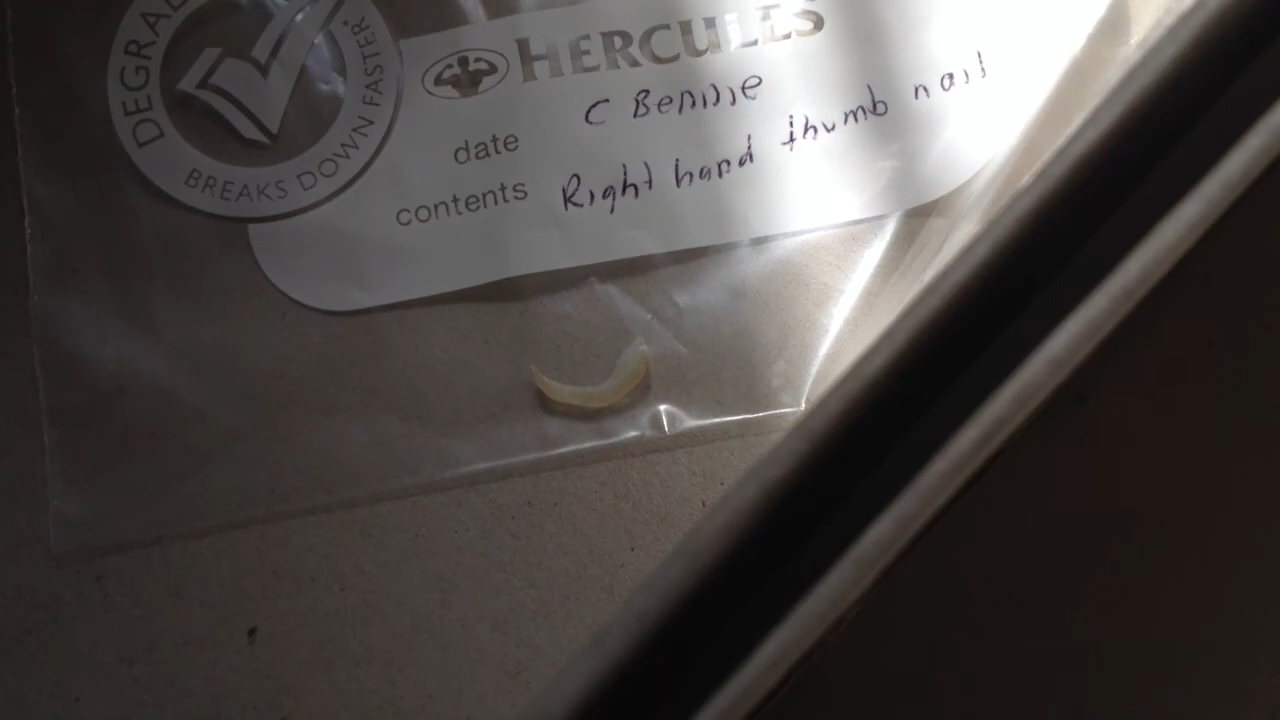 DEGRA
BREAKS DOWN FASTER*
HERCULES
date C Bennie
contents Right hand thumb nail